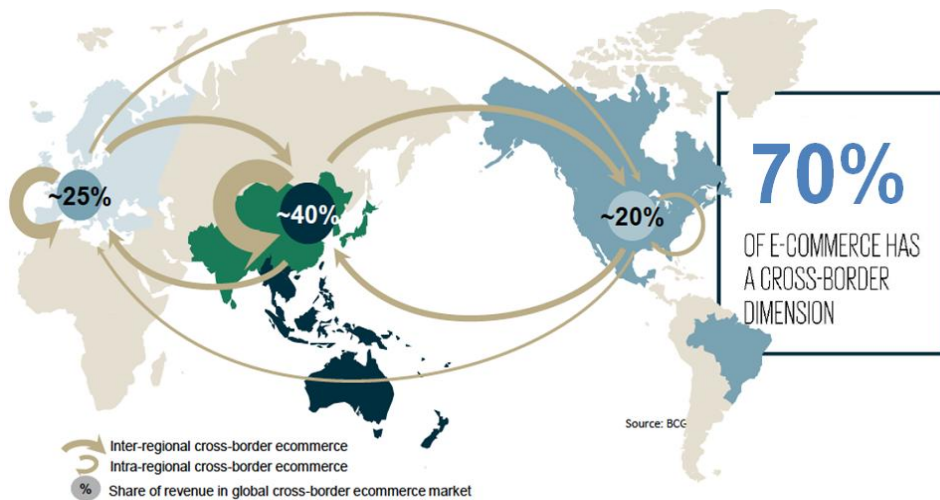 ~25%
~40%
~20%
70%
OF E-COMMERCE HAS
A CROSS-BORDER
DIMENSION
Source: BCG
Inter-regional cross-border ecommerce
Intra-regional cross-border ecommerce
% Share of revenue in global cross-border ecommerce market